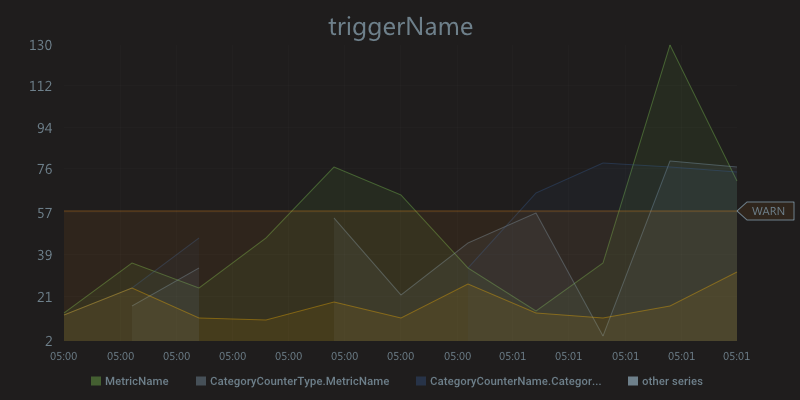 triggerName
130
112
94
76
57
39
21
2
WARN
05:00 05:00 05:00 05:00 05:00 05:00 05:00 05:00 05:01 05:01 05:01 05:01 05:01
MetricName CategoryCounterType.MetricName CategoryCounterName.Categor... other series